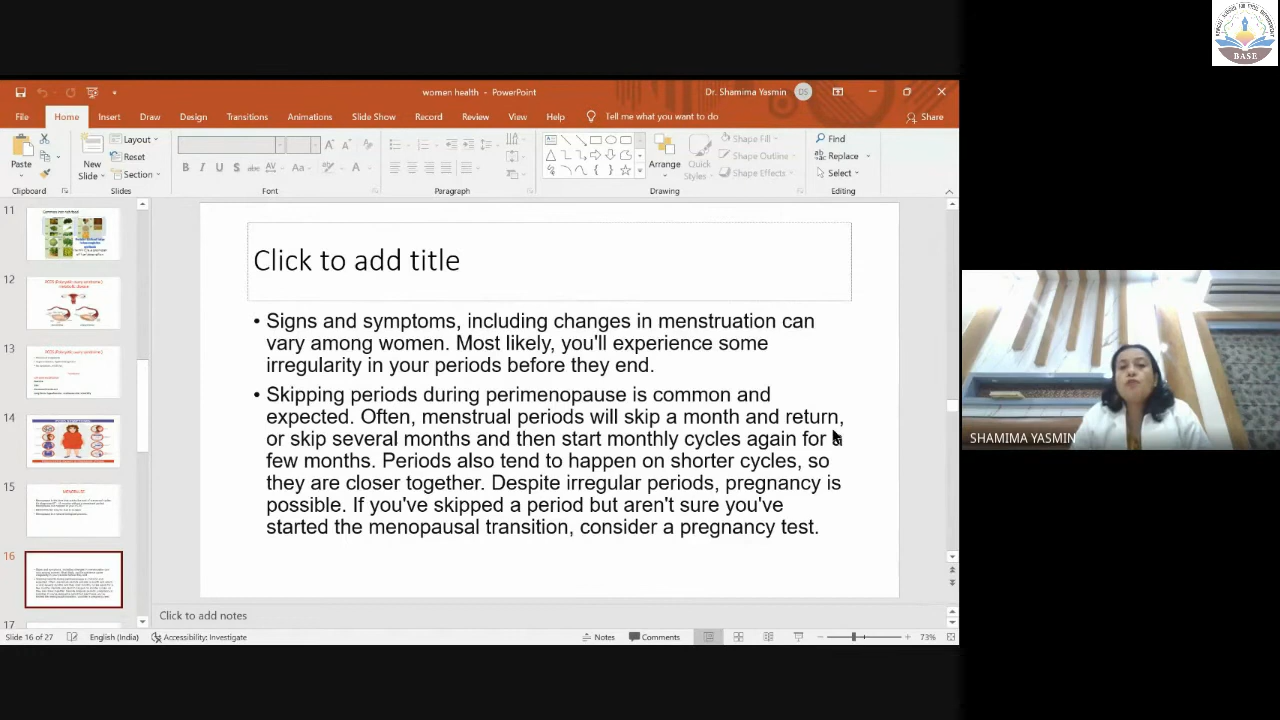 women health - PowerPoint
Dr. Shamima Yasmin
DS
File Home Insert Draw Design Transitions Animations Slide Show Record Review View Help Tell me what you want to do Share
Paste
Clipboard
New
Slide
Layout
Reset
Section
Slides
Font
Paragraph
Arrange
Quick
Styles
Shape Fill
Shape Outline
Shape Effects
Drawing
Find
Replace
Select
Editing
11
12
13
14
15
MENOPAUSE
16
17
Click to add title
• Signs and symptoms, including changes in menstruation can
vary among women. Most likely, you'll experience some
irregularity in your periods before they end.
• Skipping periods during perimenopause is common and
expected. Often, menstrual periods will skip a month and return,
or skip several months and then start monthly cycles again for a
few months. Periods also tend to happen on shorter cycles, so
they are closer together. Despite irregular periods, pregnancy is
possible. If you've skipped a period but aren't sure you've
started the menopausal transition, consider a pregnancy test.
Click to add notes
Slide 16 of 27
English (India)
Accessibility: Investigate
Notes
Comments
73%
SHAMIMA YASMIN
BASE